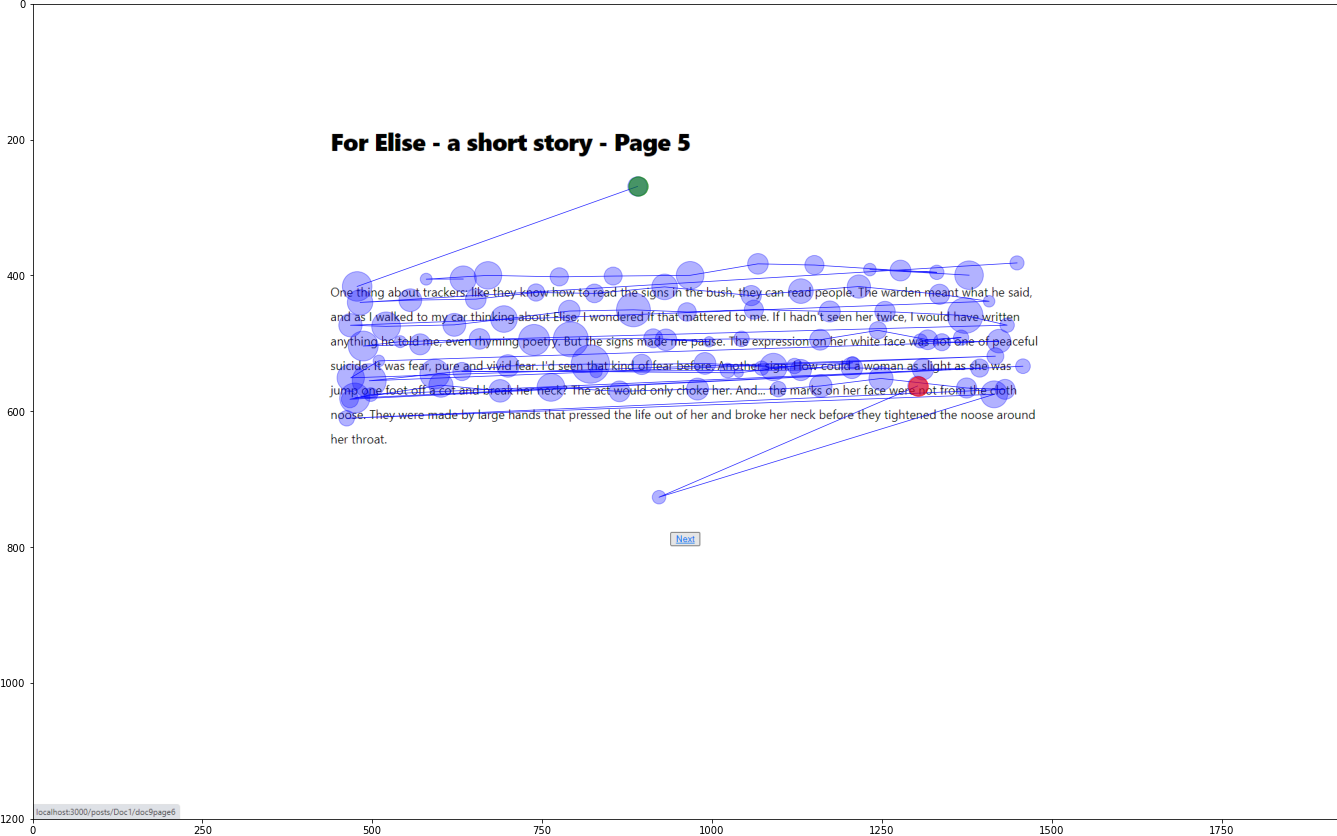 0
200
For Elise - a short story - Page 5
400
One thing about trackers; like they know how to read the signs in the bush, they can read people. The warden meant what he said,
and as I walked to my car thinking about Elise, I wondered if that mattered to me. If I hadn't seen her twice, I would have written
anything he told me, even rhyming poetry. But the signs made me pause. The expression on her white face was not one of peaceful
suicide. It was fear, pure and vivid fear. I'd seen that kind of fear before. Another sign. How could a woman as slight as she was
jump one foot off a cot and break her neck? The act would only choke her. And... the marks on her face were not from the cloth
600
noose. They were made by large hands that pressed the life out of her and broke her neck before they tightened the noose around
her throat.
Next
800
1000
localhost:3000/posts/Doc1/doc9page6
1200
0 250 500 750 1000 1250 1500 1750